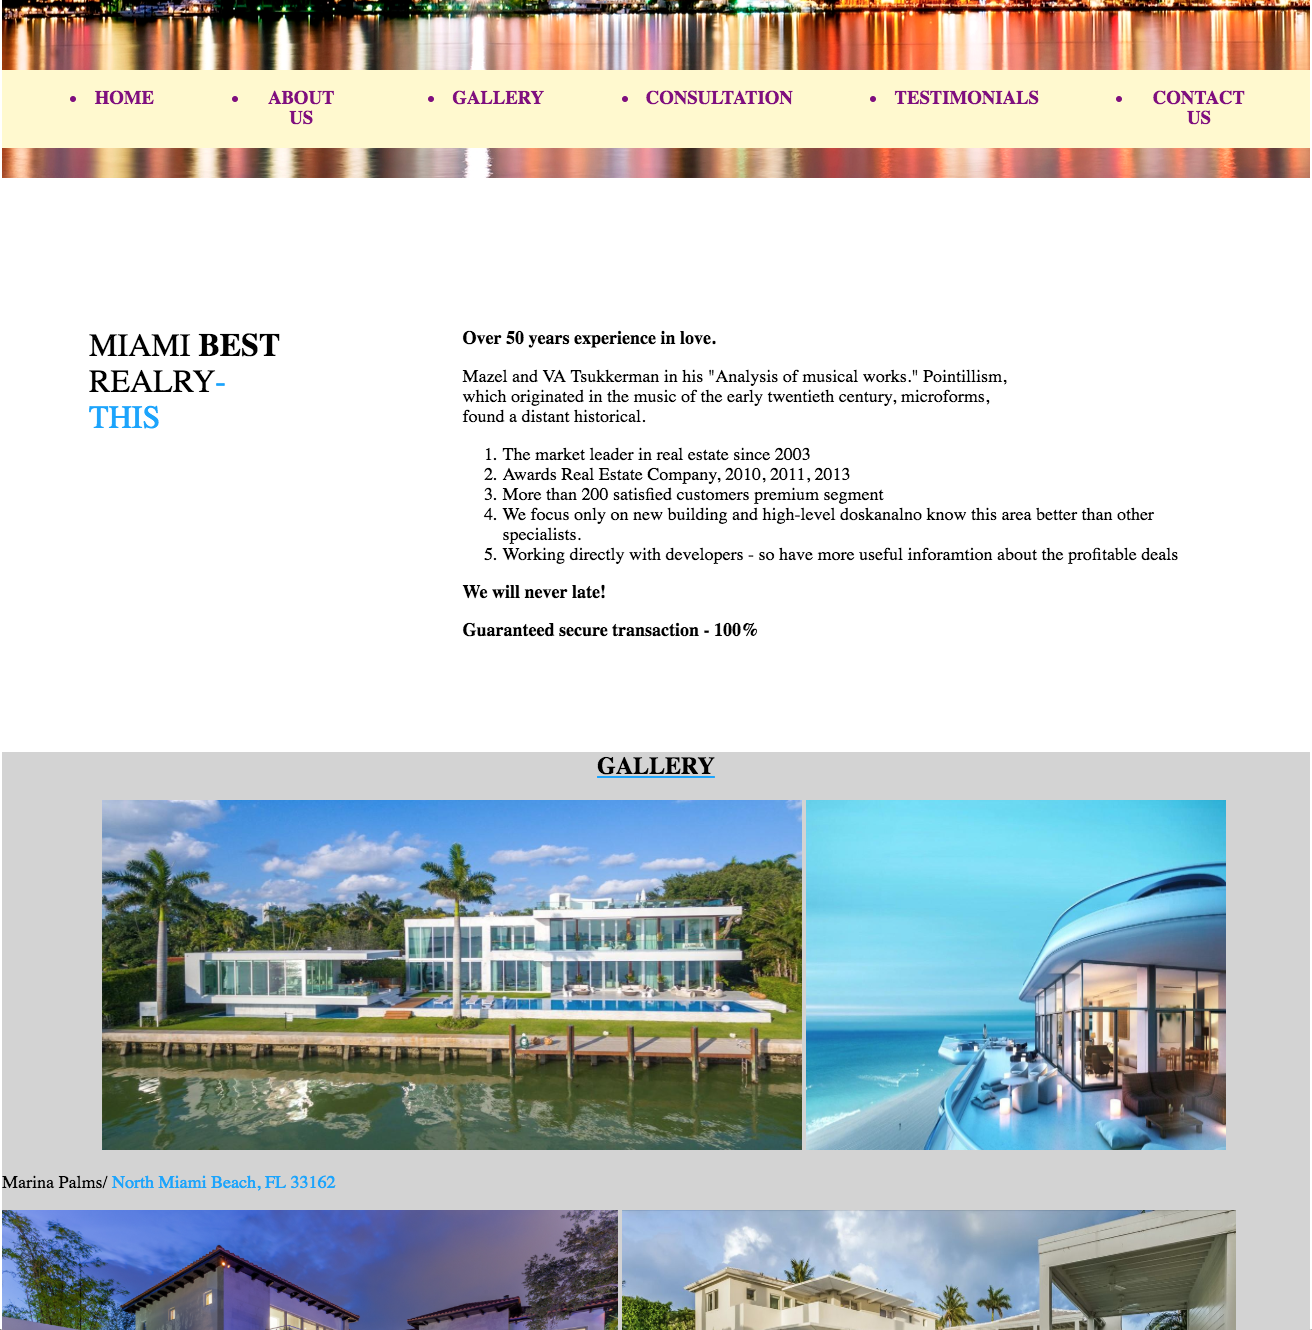 • HOME • ABOUT US • GALLERY • CONSULTATION • TESTIMONIALS • CONTACT US
MIAMI BEST
REALRY-
THIS
Over 50 years experience in love.
Mazel and VA Tsukkerman in his "Analysis of musical works." Pointillism,
which originated in the music of the early twentieth century, microforms,
found a distant historical.
1. The market leader in real estate since 2003
2. Awards Real Estate Company, 2010, 2011, 2013
3. More than 200 satisfied customers premium segment
4. We focus only on new building and high-level doskanalno know this area better than other
specialists.
5. Working directly with developers - so have more useful inforamtion about the profitable deals
We will never late!
Guaranteed secure transaction - 100%
GALLERY
Marina Palms/ North Miami Beach, FL 33162